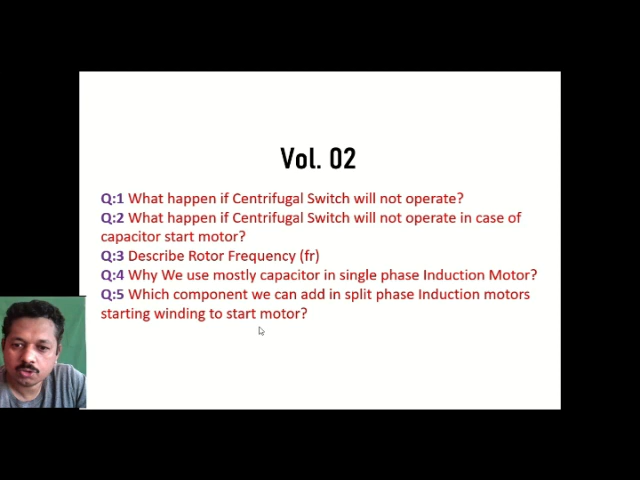 Vol. 02
Q:1 What happen if Centrifugal Switch will not operate?
Q:2 What happen if Centrifugal Switch will not operate in case of
capacitor start motor?
Q:3 Describe Rotor Frequency (fr)
Q:4 Why We use mostly capacitor in single phase Induction Motor?
Q:5 Which component we can add in split phase Induction motors
starting winding to start motor?